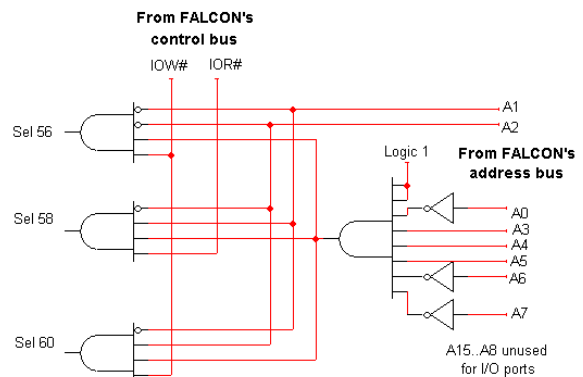 From FALCON's
control bus
IOW# IOR#
A1
A2
Sel 56
Logic 1
From FALCON's
address bus
A0
Sel 58
A3
A4
A5
A6
A7
Sel 60
A15..A8 unused
for I/O ports